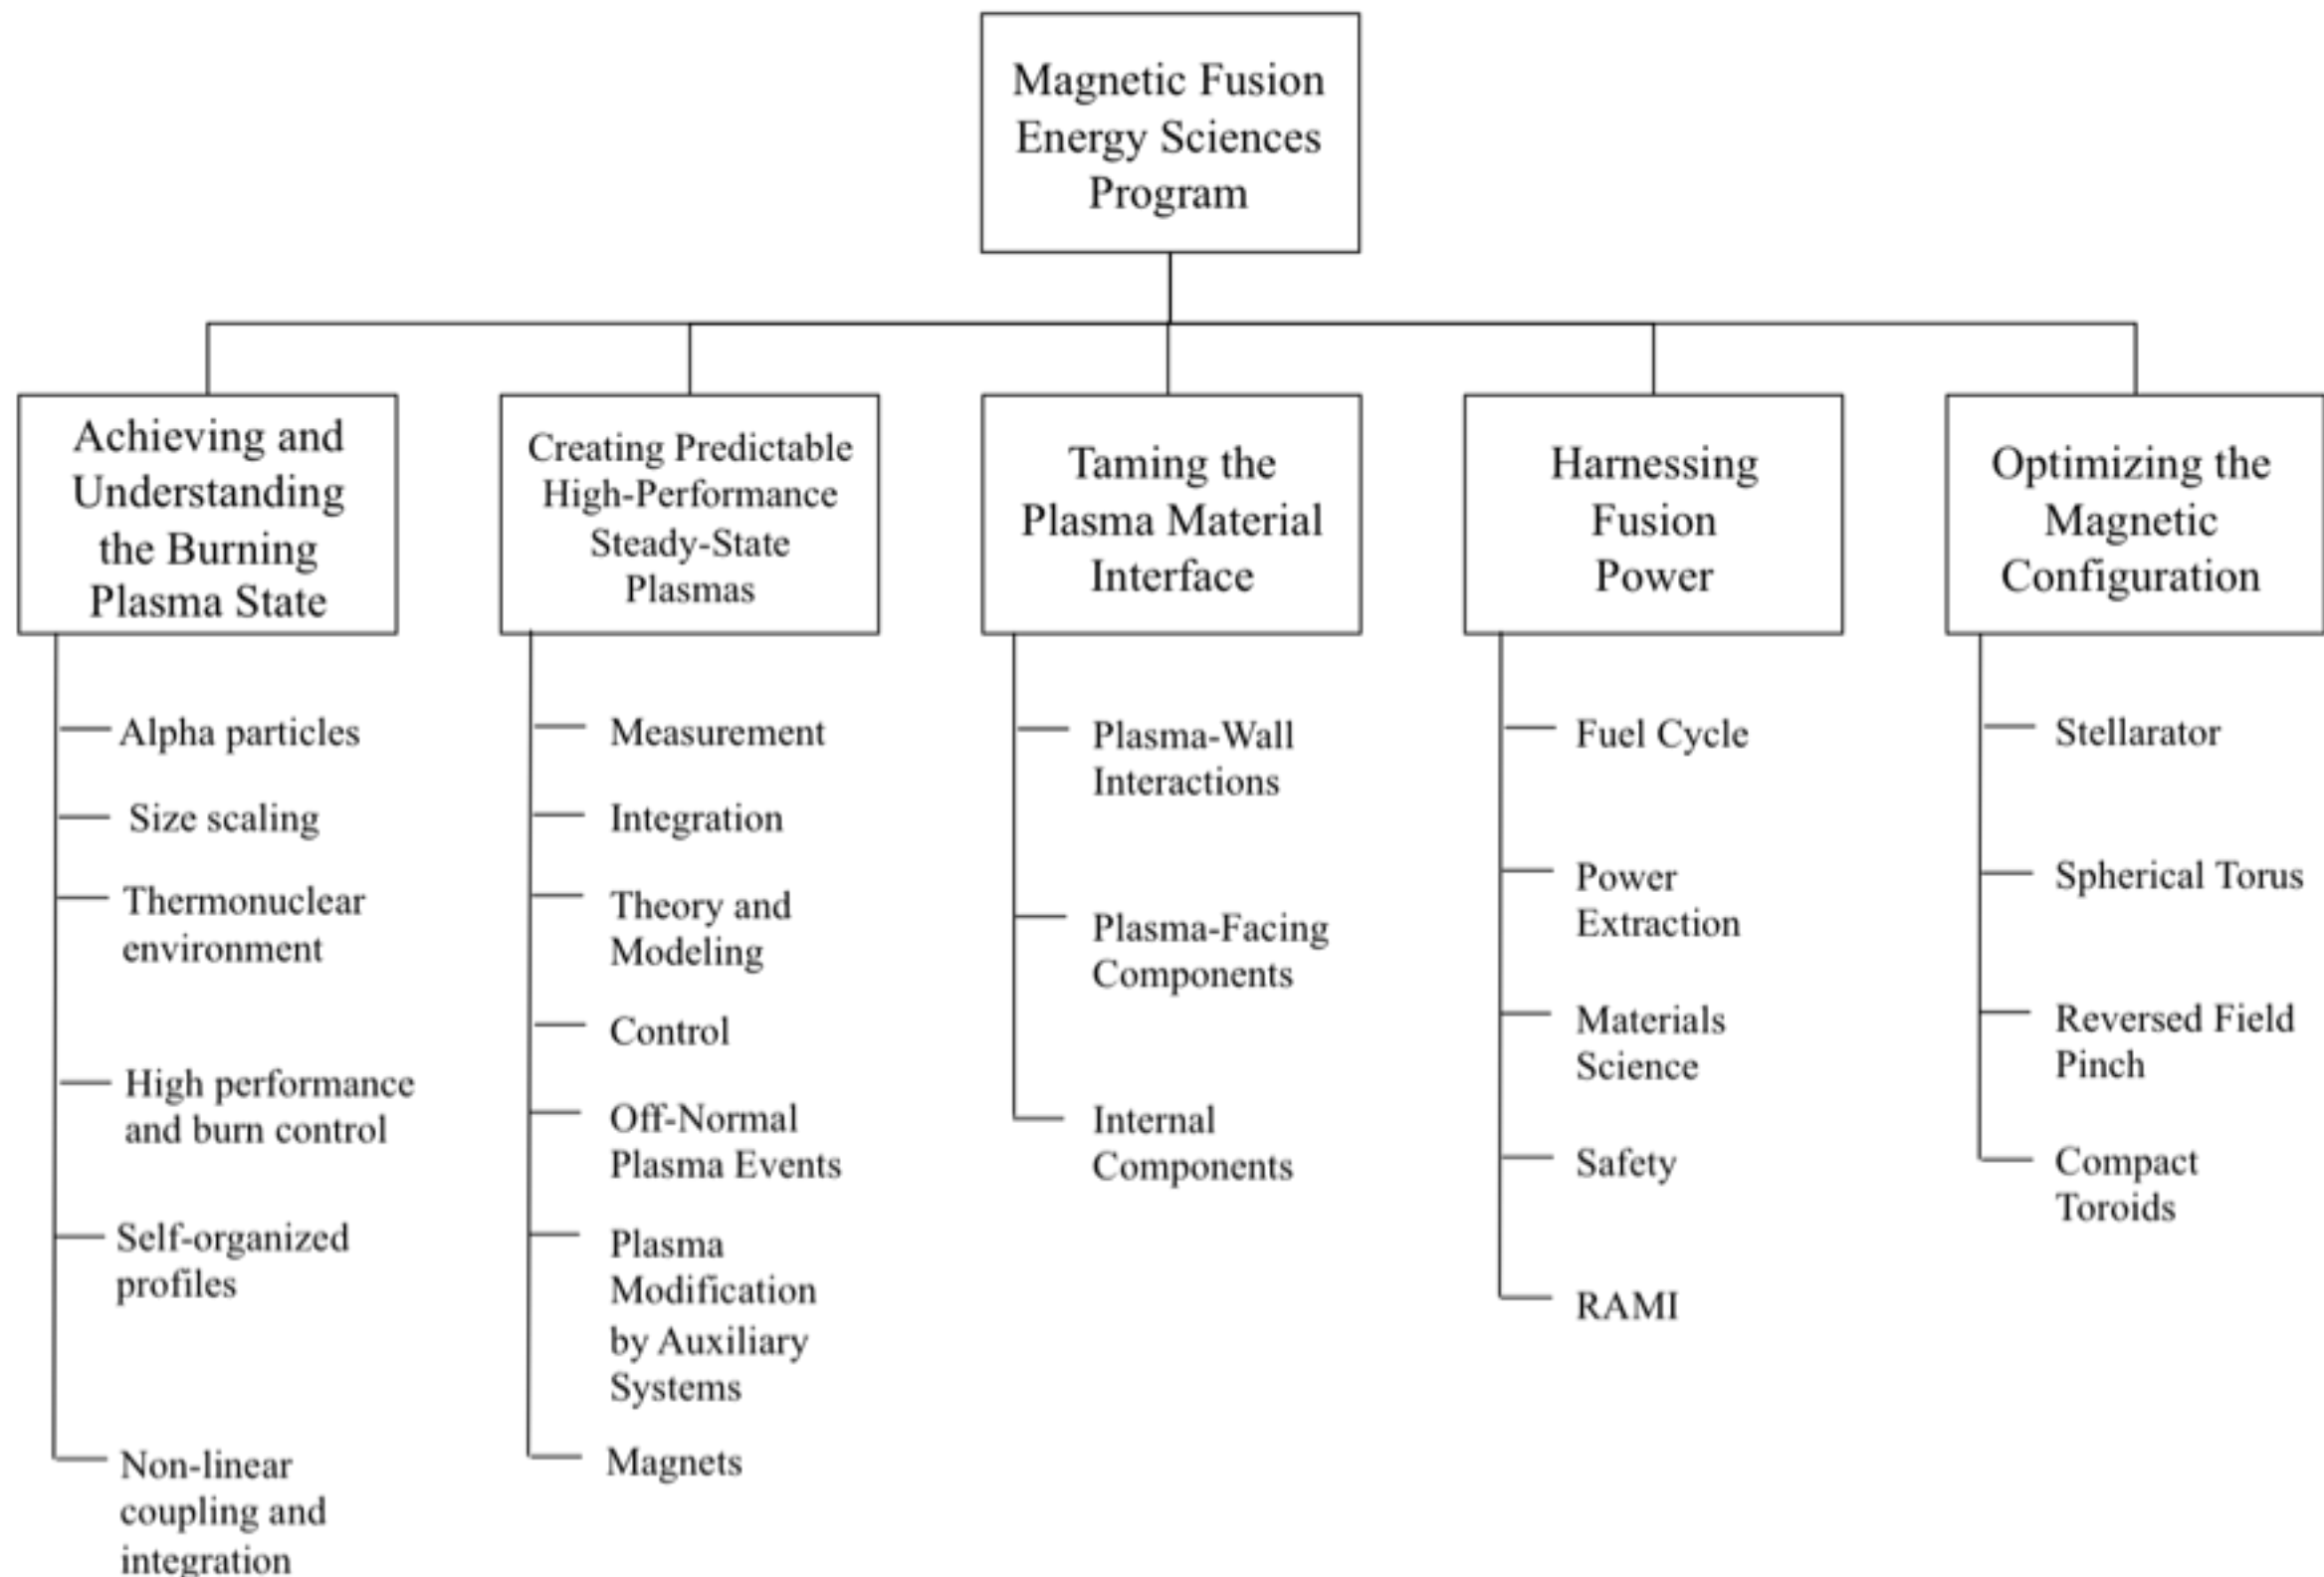 Magnetic Fusion
Energy Sciences
Program
Achieving and
Understanding
the Burning
Plasma State
Alpha particles
Size scaling
Thermonuclear
environment
High performance
and burn control
Self-organized
profiles
Non-linear
coupling and
integration
Creating Predictable
High-Performance
Steady-State
Plasmas
Measurement
Integration
Theory and
Modeling
Control
Off-Normal
Plasma Events
Plasma
Modification
by Auxiliary
Systems
Magnets
Taming the
Plasma Material
Interface
Plasma-Wall
Interactions
Plasma-Facing
Components
Internal
Components
Harnessing
Fusion
Power
Fuel Cycle
Power
Extraction
Materials
Science
Safety
RAMI
Optimizing the
Magnetic
Configuration
Stellarator
Spherical Torus
Reversed Field
Pinch
Compact
Toroids